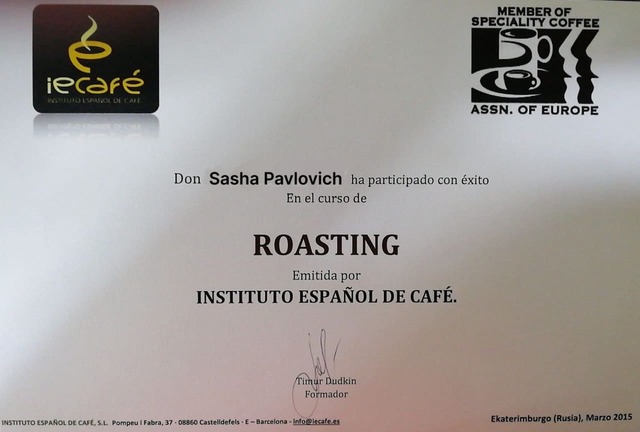 iecafé
INSTITUTO ESPAÑOL DE CAFÉ
MEMBER OF
SPECIALITY COFFEE
ASSN. OF EUROPE
Don Sasha Pavlovich ha participado con éxito
En el curso de
ROASTING
Emitida por
INSTITUTO ESPAÑOL DE CAFÉ.
Timur Dudkin
Formador
INSTITUTO ESPAÑOL DE CAFÉ, S.L. Pompeu i Fabra, 37 - 08860 Castelldefels - E – Barcelona - info@iecafe.es
Ekaterimburgo (Rusia), Marzo 2015